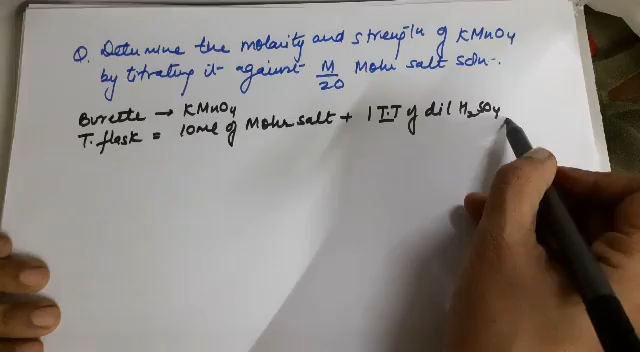 Q. Determine the molarity and strength of KMnO4
by titrating it against M/20 Mohr salt soln.
Burette → KMnO4
T. flask = 10ml of Mohr salt + 1 T.T of dil H2SO4